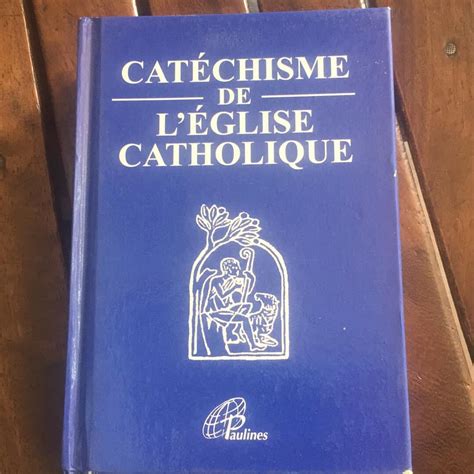 CATÉCHISME
DE
L'ÉGLISE
CATHOLIQUE
Paulines